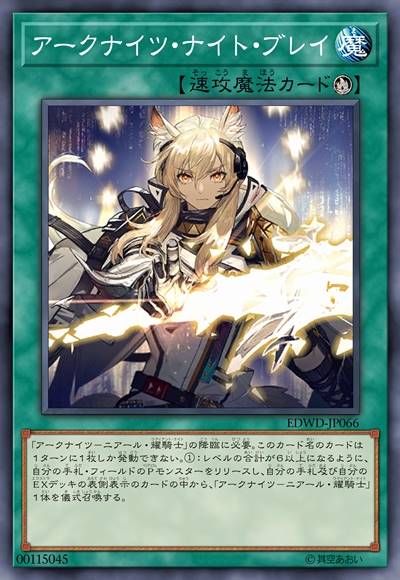 アークナイツ・ナイト・ブレイ
魔
【速攻魔法カード】
EDWD-JP066
「アークナイツーニアール・耀騎士」の降臨に必要。このカード名のカードは
1ターンに1枚しか発動できない。①：レベルの合計が６以上になるように、
自分の手札・フィールドのPモンスターをリリースし、自分の手札及び自分の
EXデッキの表側表示のカードの中から、「アークナイツーニアール・耀騎士」
1体を儀式召喚する。
00115045
©其空あおい